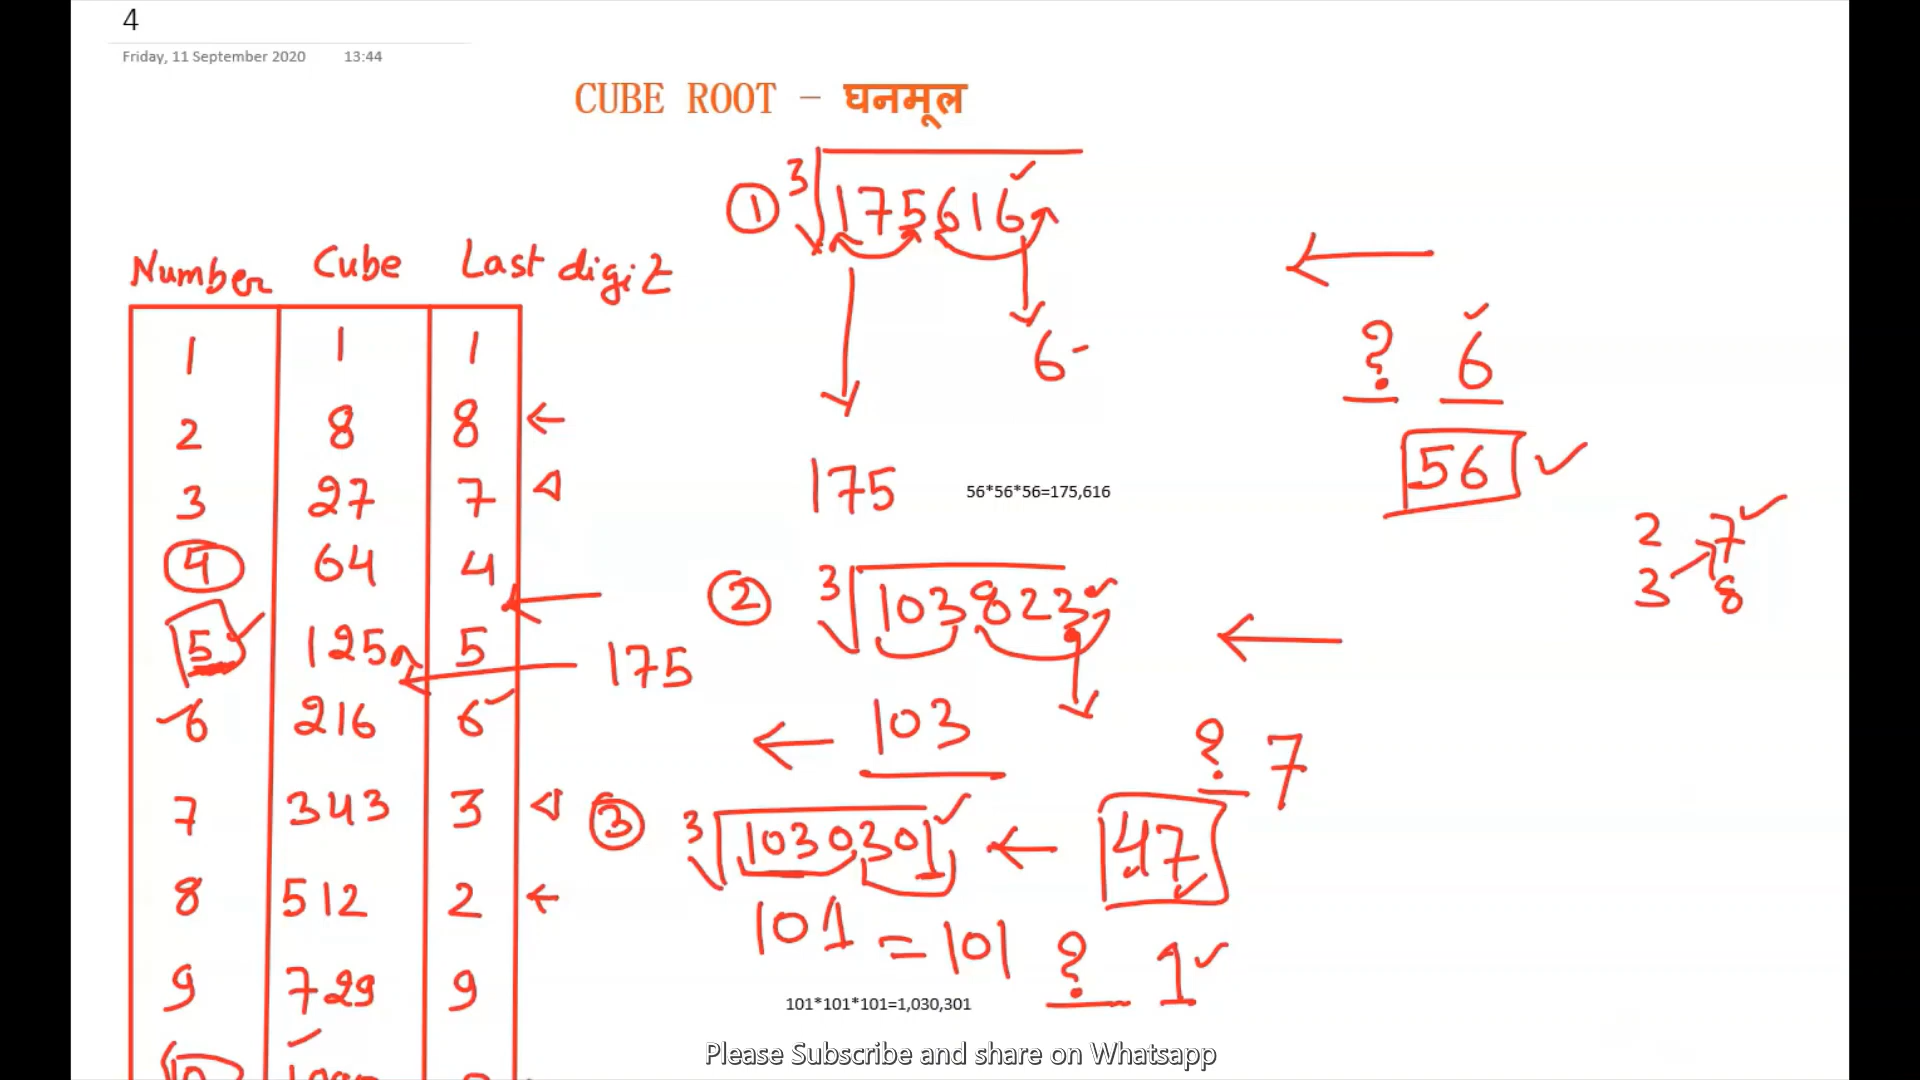 4
Friday, 11 September 2020 13:44
CUBE ROOT - घनमूल
Number Cube Last digit
1 1 1
2 8 8
3 27 7
4 64 4
5 125 5
6 216 6
7 343 3
8 512 2
9 729 9
10
175
① ∛175616
6
175
56*56*56=175,616
? 6
56
2 7
3 8
② ∛103823
103
? 7
47
③ ∛1030301
101 = 101
? 1
101*101*101=1,030,301
Please Subscribe and share on Whatsapp